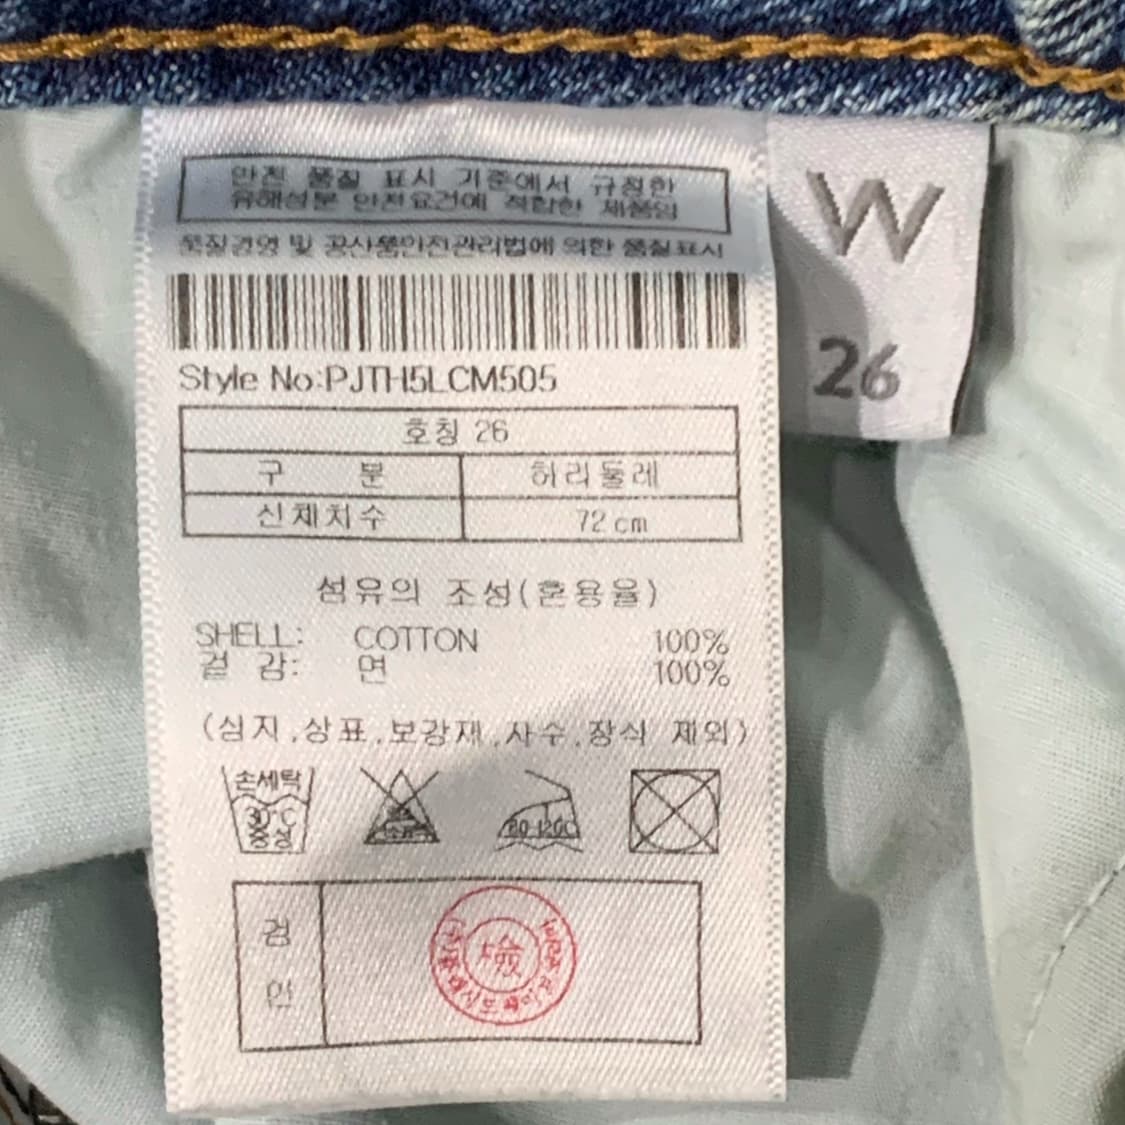 안전 품질 표시 기준에서 규정한
유해성분 안전요건에 적합한 제품임
품질경영 및 공산품안전관리법에 의한 품질표시
Style No:PJTH5LCM505
호칭 26
구 분 허리둘레
신체치수 72 cm
섬유의 조성(혼용율)
SHELL: COTTON 100%
겉 감: 면 100%
(심지,상표,보강재,사수,장식 제외)
손세탁
30℃
중성
80-120℃
검
인
檢
W
26